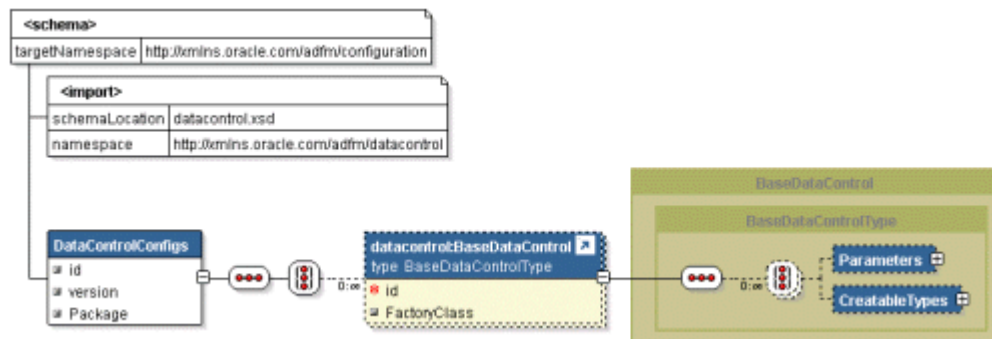 <schema>
targetNamespace http://xmlns.oracle.com/adfm/configuration
<import>
schemaLocation datacontrol.xsd
namespace http://xmlns.oracle.com/adfm/datacontrol
BaseDataControl
BaseDataControlType
DataControlConfigs
id
version
Package
0:∞
datacontrol:BaseDataControl
type BaseDataControlType
id
FactoryClass
0:∞
Parameters
CreatableTypes